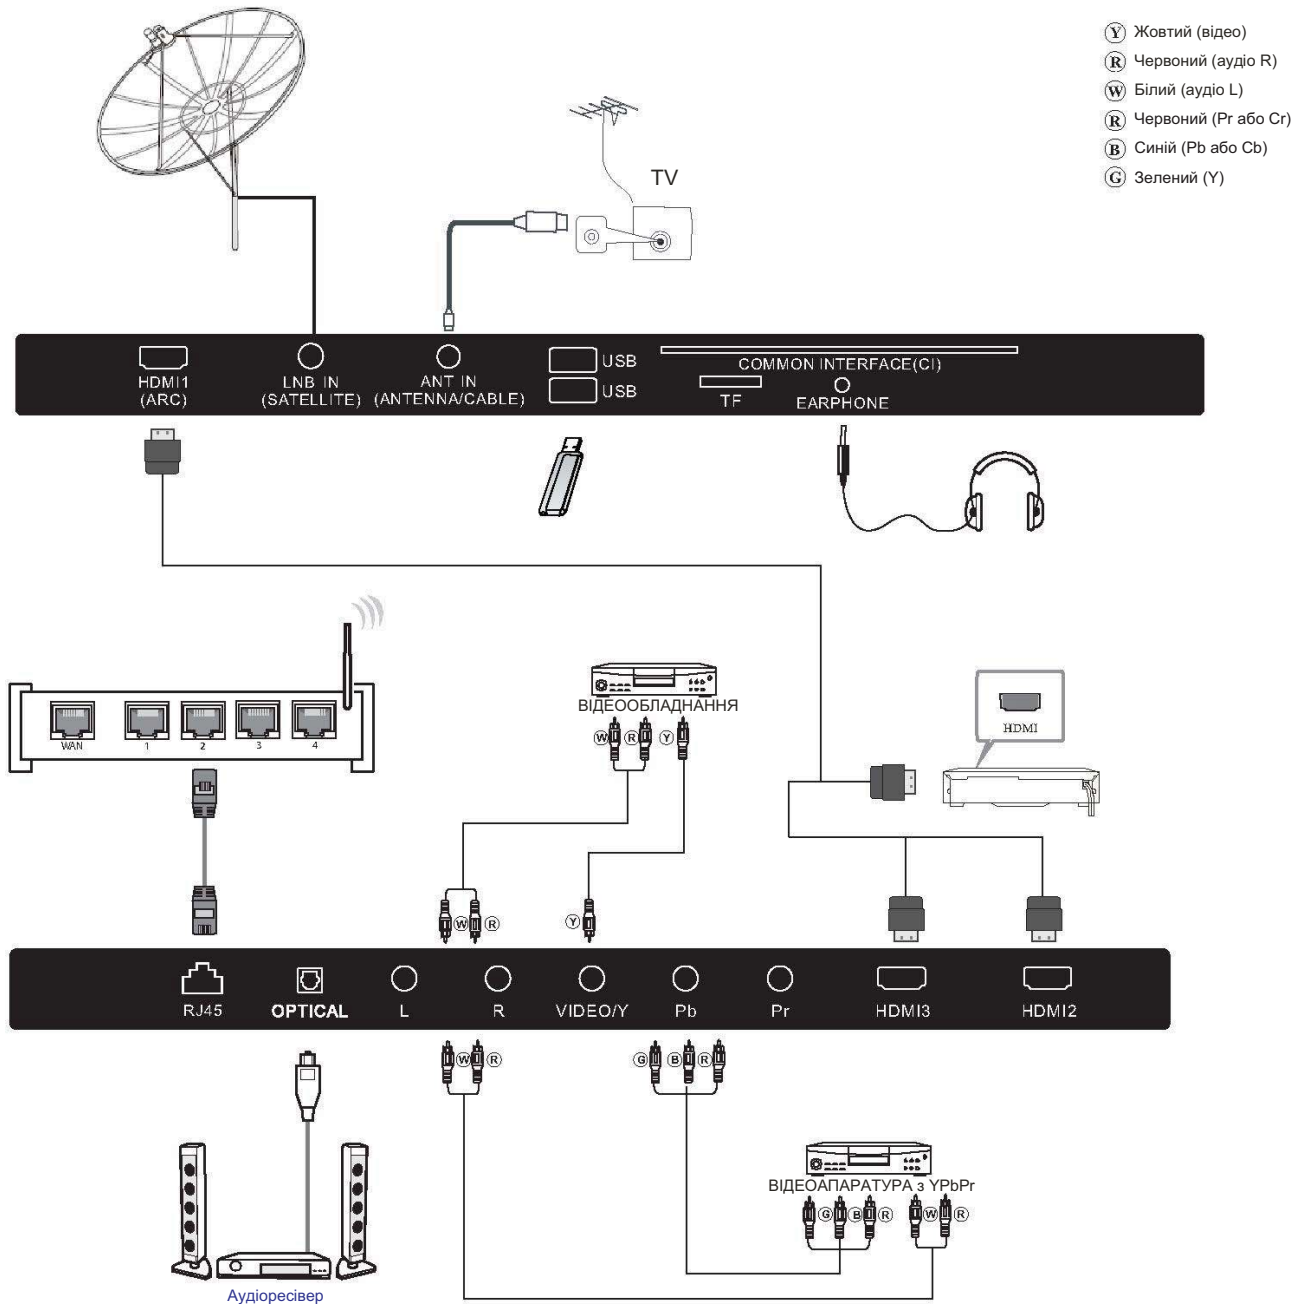 Y Жовтий (відео)
R Червоний (аудіо R)
W Білий (аудіо L)
R Червоний (Pr або Cr)
B Синій (Pb або Cb)
G Зелений (Y)
TV
HDMI1
(ARC)
LNB IN
(SATELLITE)
ANT IN
(ANTENNA/CABLE)
USB
USB
COMMON INTERFACE(CI)
TF
EARPHONE
WAN 1 2 3 4
ВІДЕООБЛАДНАННЯ
W R Y
HDMI
W R Y
RJ45 OPTICAL L R VIDEO/Y Pb Pr HDMI3 HDMI2
W R G B R
ВІДЕОАПАРАТУРА з YPbPr
G B R W R
Аудіоресівер